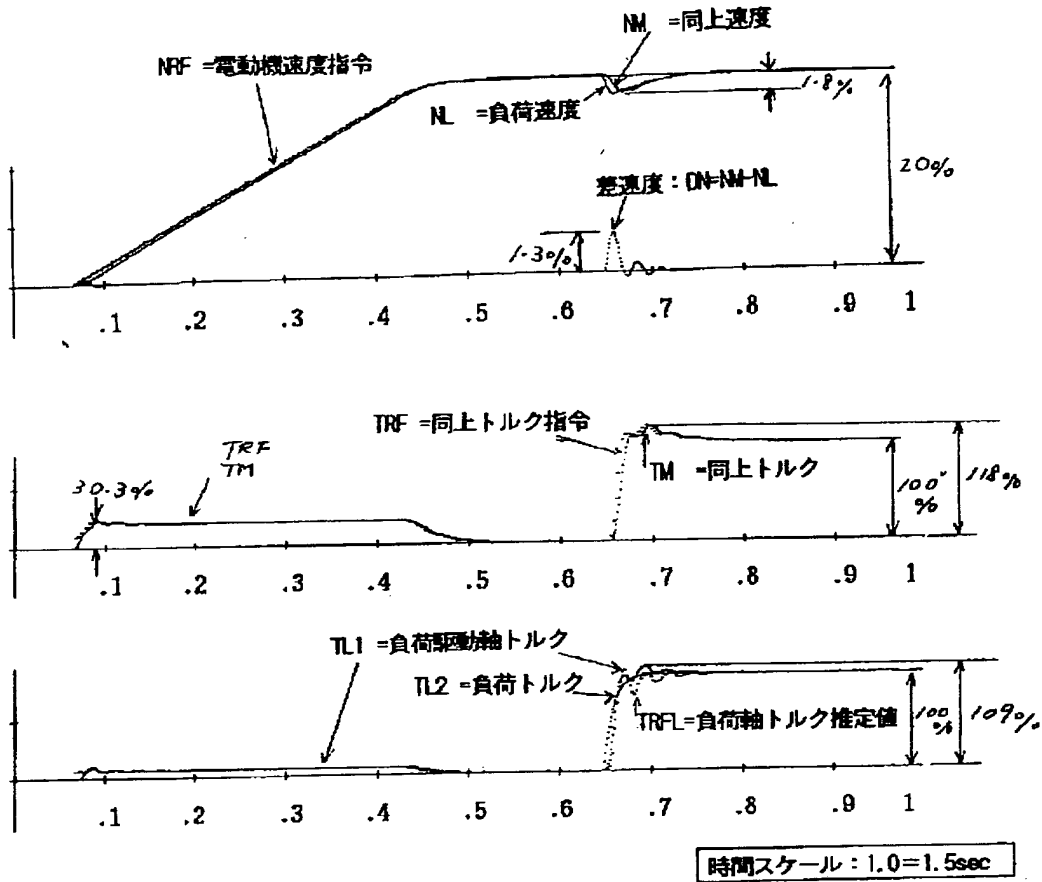 NM =同上速度
NRF =電動機速度指令
1.8%
NL =負荷速度
20%
差速度:DN=NM-NL
1.3%
.1 .2 .3 .4 .5 .6 .7 .8 .9 1
TRF =同上トルク指令
TRF
TM
30.3%
TM =同上トルク
100%
118%
.1 .2 .3 .4 .5 .6 .7 .8 .9 1
TL1 =負荷駆動軸トルク
TL2 =負荷トルク
TRFL=負荷軸トルク推定値
100%
109%
.1 .2 .3 .4 .5 .6 .7 .8 .9 1
時間スケール:1.0=1.5sec